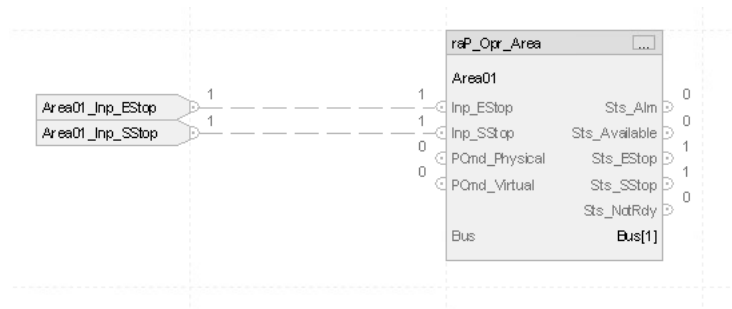 raP_Opr_Area ...
Area01
Area01_Inp_EStop 1 1 Inp_EStop Sts_Alm 0
Area01_Inp_SStop 1 1 Inp_SStop Sts_Available 0
0 PCmd_Physical Sts_EStop 1
0 PCmd_Virtual Sts_SStop 1
Sts_NotRdy 0
Bus Bus[1]